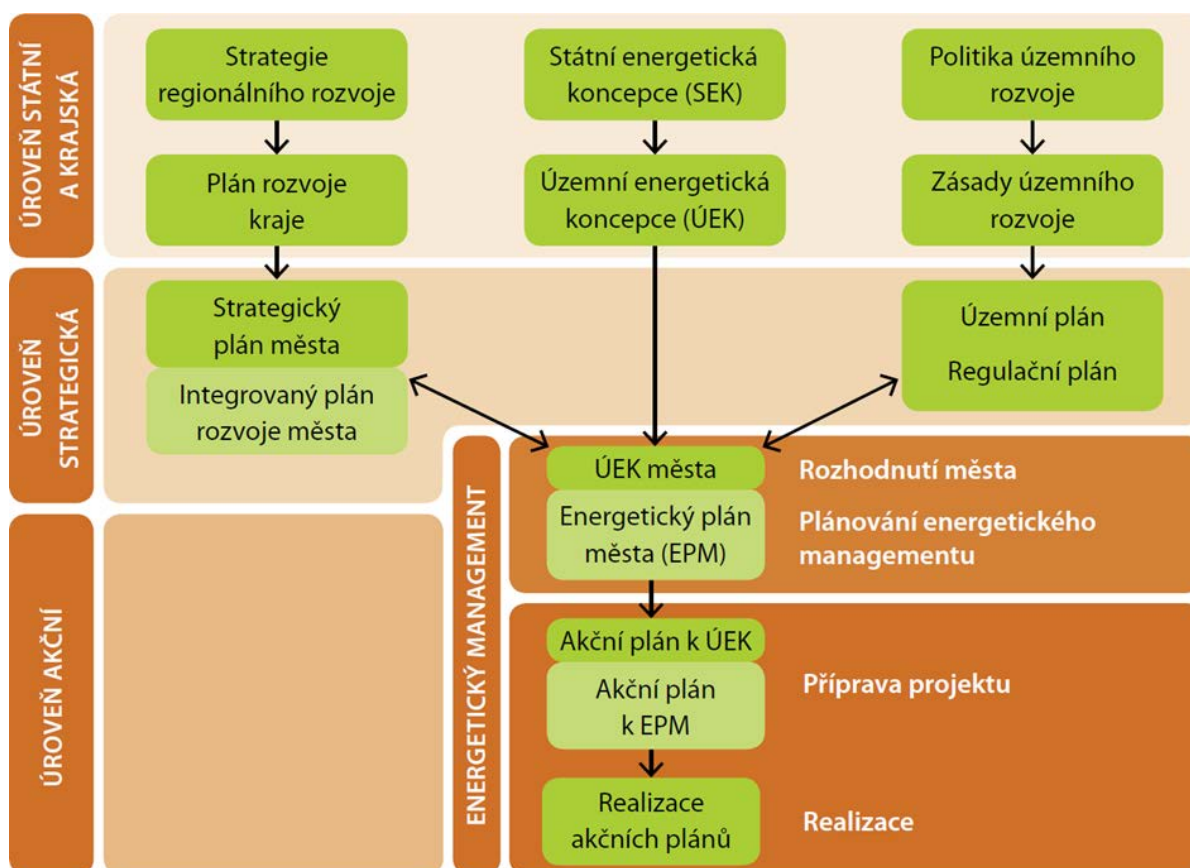 ÚROVEŇ STÁTNÍ
A KRAJSKÁ
Strategie
regionálního rozvoje
Státní energetická
koncepce (SEK)
Politika územního
rozvoje
Plán rozvoje
kraje
Územní energetická
koncepce (ÚEK)
Zásady územního
rozvoje
ÚROVEŇ
STRATEGICKÁ
Strategický
plán města
Integrovaný plán
rozvoje města
Územní plán
Regulační plán
ENERGETICKÝ MANAGEMENT
ÚEK města
Energetický plán
města (EPM)
Rozhodnutí města
Plánování energetického
managementu
ÚROVEŇ AKČNÍ
Akční plán k ÚEK
Akční plán
k EPM
Příprava projektu
Realizace
akčních plánů
Realizace